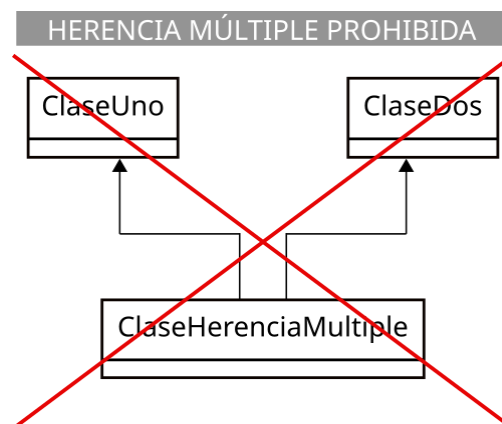 HERENCIA MÚLTIPLE PROHIBIDA
ClaseUno
ClaseDos
ClaseHerenciaMultiple